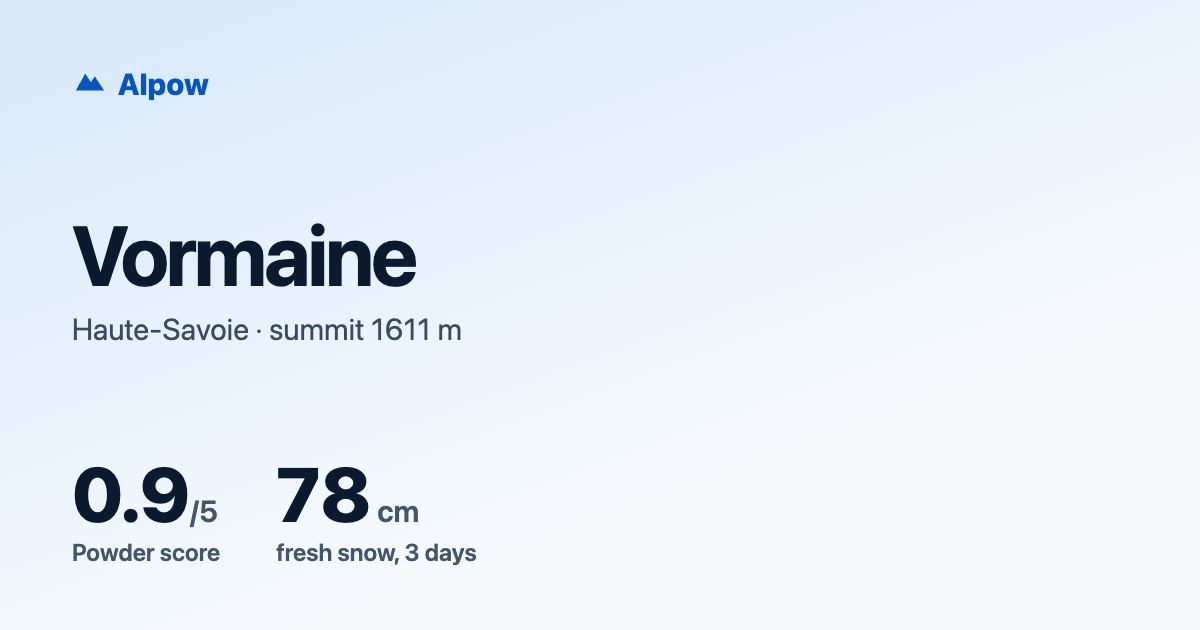 Alpow
Vormaine
Haute-Savoie · summit 1611 m
0.9/5 78 cm
Powder score fresh snow, 3 days